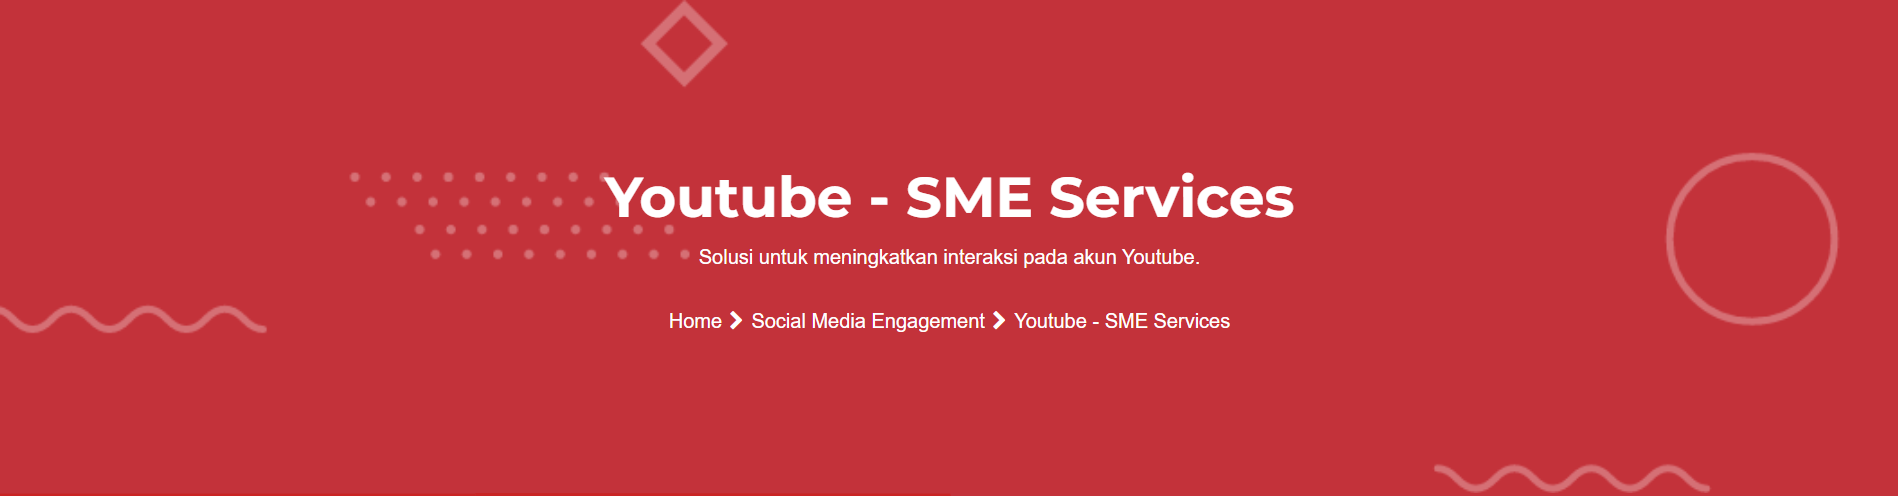 Youtube - SME Services
Solusi untuk meningkatkan interaksi pada akun Youtube.
Home Social Media Engagement Youtube - SME Services